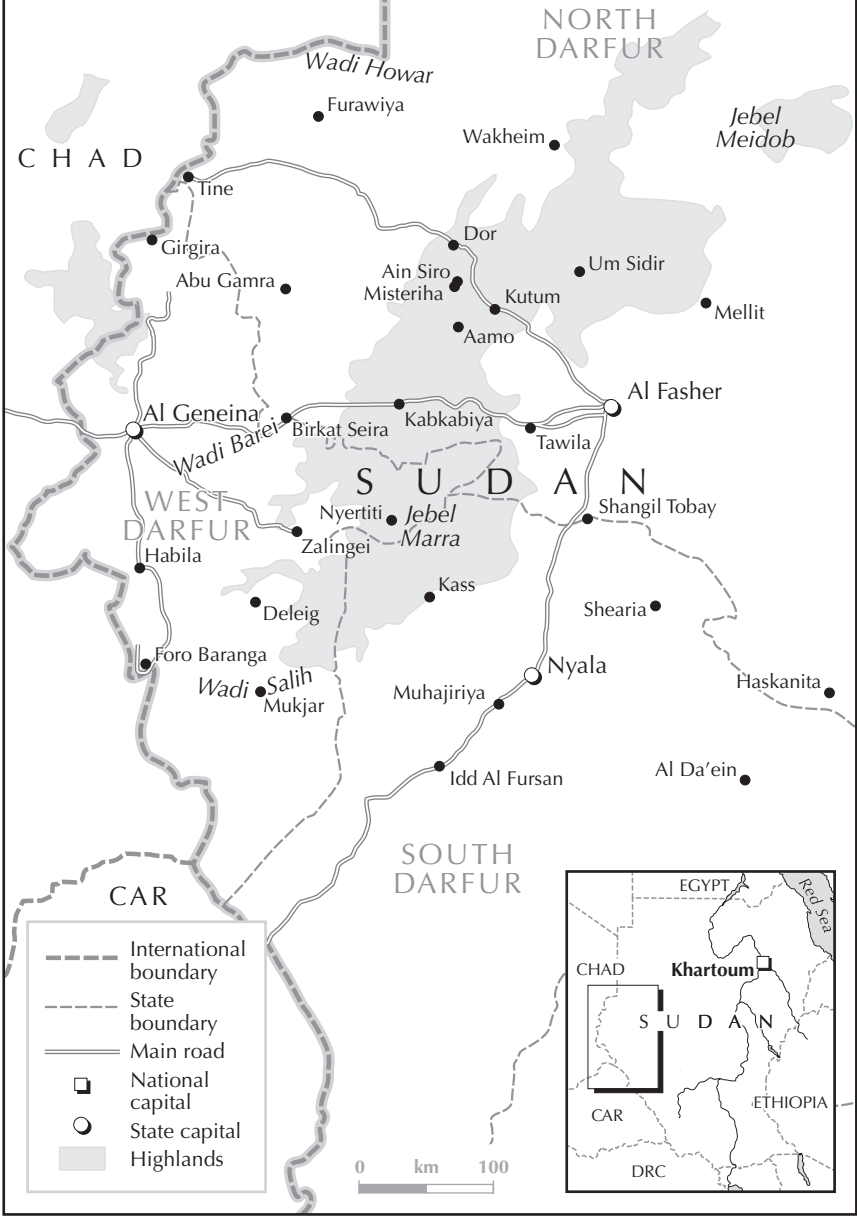 NORTH
DARFUR
Wadi Howar
Furawiya
Jebel
Meidob
Wakheim
CHAD
Tine
Girgira
Dor
Abu Gamra
Ain Siro
Misteriha
Um Sidir
Kutum
Mellit
Aamo
Al Fasher
Al Geneina
Kabkabiya
Birkat Seira
Wadi Barei
Tawila
SUDAN
WEST
DARFUR
Nyertiti
Jebel
Marra
Shangil Tobay
Zalingei
Habila
Kass
Deleig
Shearia
Foro Baranga
Nyala
Wadi Salih
Mukjar
Muhajiriya
Haskanita
Idd Al Fursan
Al Da'ein
SOUTH
DARFUR
CAR
International
boundary
State
boundary
Main road
National
capital
State capital
Highlands
0 km 100
EGYPT
Red Sea
CHAD
Khartoum
SUDAN
CAR
ETHIOPIA
DRC